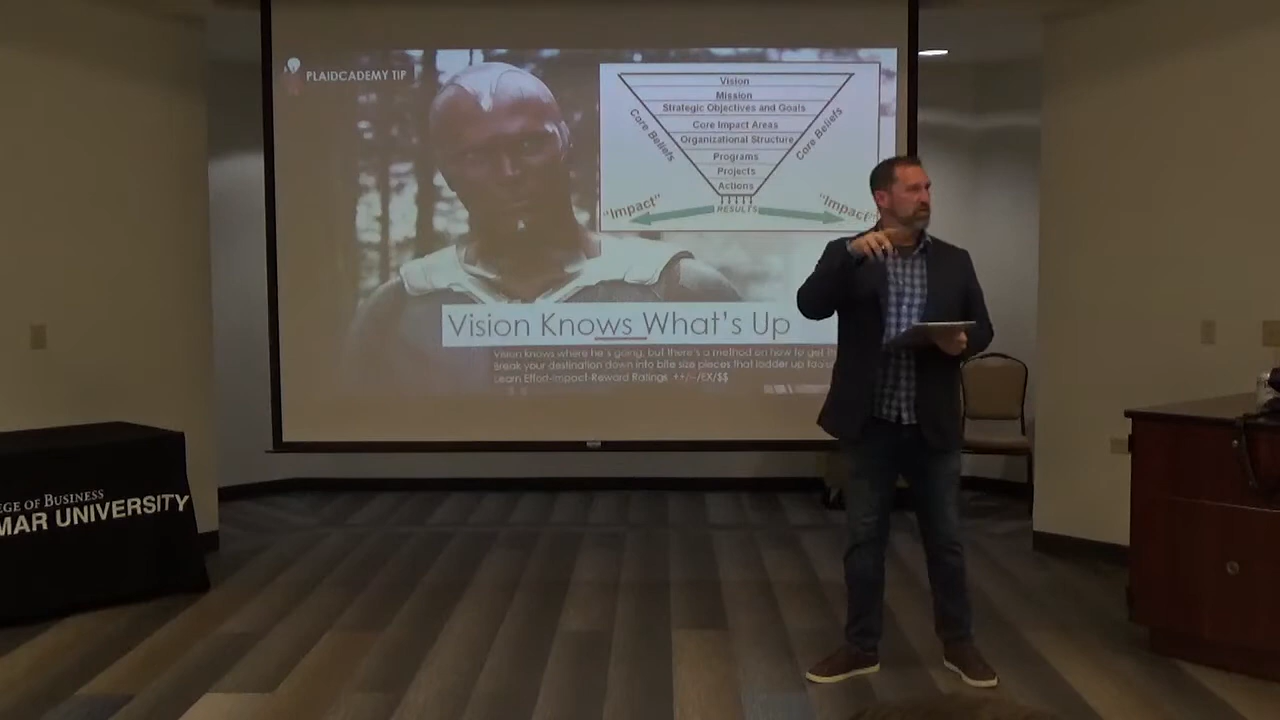 PLAIDCADEMY TIP
Vision
Mission
Strategic Objectives and Goals
Core Impact Areas
Organizational Structure
Programs
Projects
Actions
Core Beliefs
Core Beliefs
"Impact"
RESULTS
"Impact"
Vision Knows What's Up
Vision knows where he's going, but there's a method on how to get
Break your destination down into bite size pieces that ladder up
Learn Effort-Impact-Reward Ratings ++/--/EX/$$
EGE OF BUSINESS
MAR UNIVERSITY